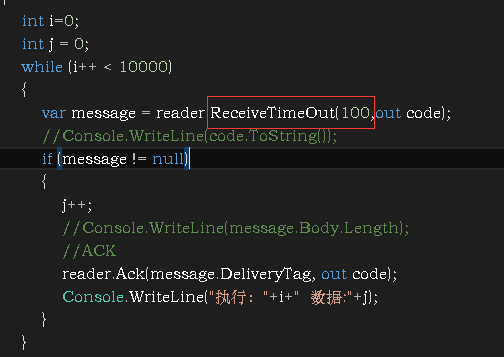 int i=0;
int j = 0;
while (i++ < 10000)
{
var message = reader ReceiveTimeOut(100,out code);
//Console.WriteLine(code.ToString());
if (message != null)
{
j++;
//Console.WriteLine(message.Body.Length);
//ACK
reader.Ack(message.DeliveryTag, out code);
Console.WriteLine("执行："+i+" 数据:"+j);
}
}